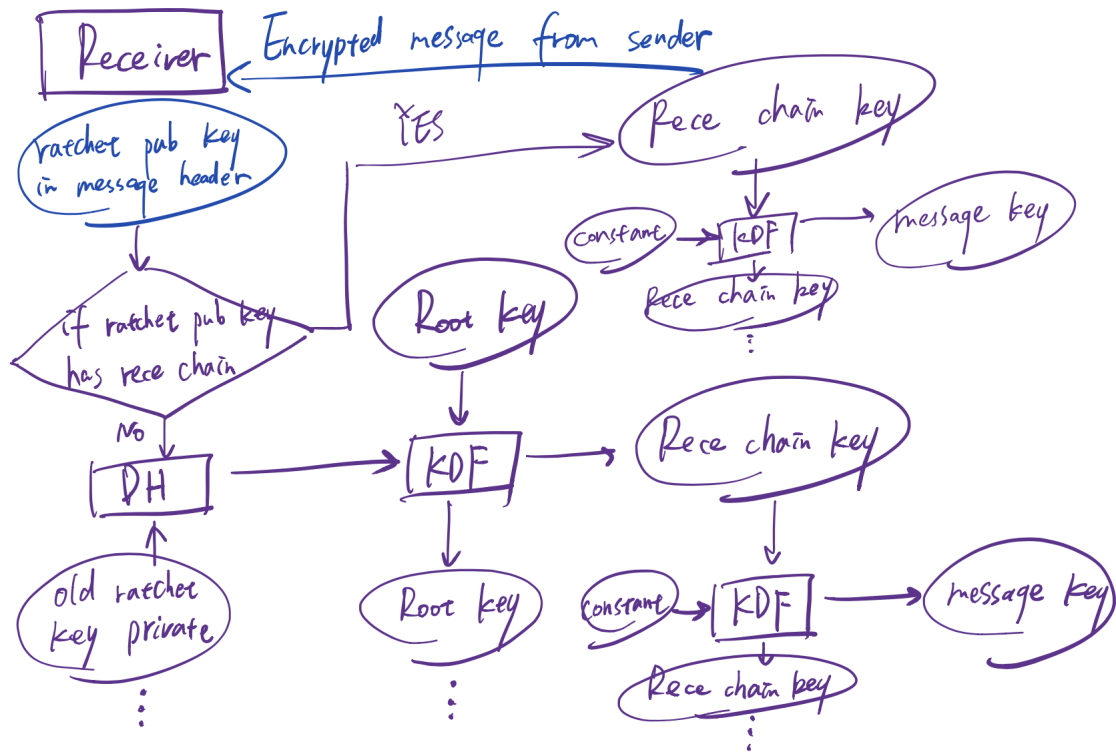 Receiver
Encrypted message from sender
ratchet pub key
in message header
YES
Rece chain key
constant
KDF
message key
Rece chain key
if ratchet pub key
has rece chain
Root key
No
DH
KDF
Rece chain key
old ratchet
key private
Root key
constant
KDF
message key
Rece chain key